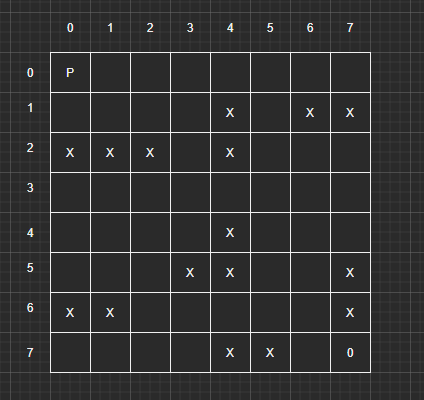 0 1 2 3 4 5 6 7
0 P
1 X X X
2 X X X X
3
4 X
5 X X X
6 X X X
7 X X 0